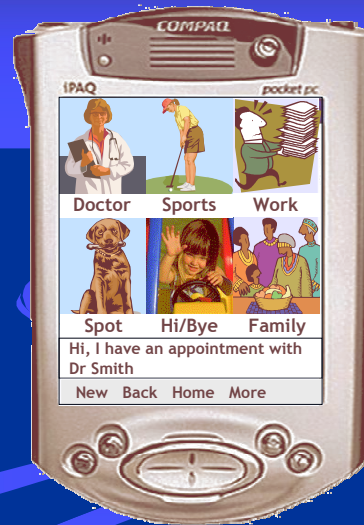 COMPAQ
iPAQ pocket pc
Doctor Sports Work
Spot Hi/Bye Family
Hi, I have an appointment with
Dr Smith
New Back Home More